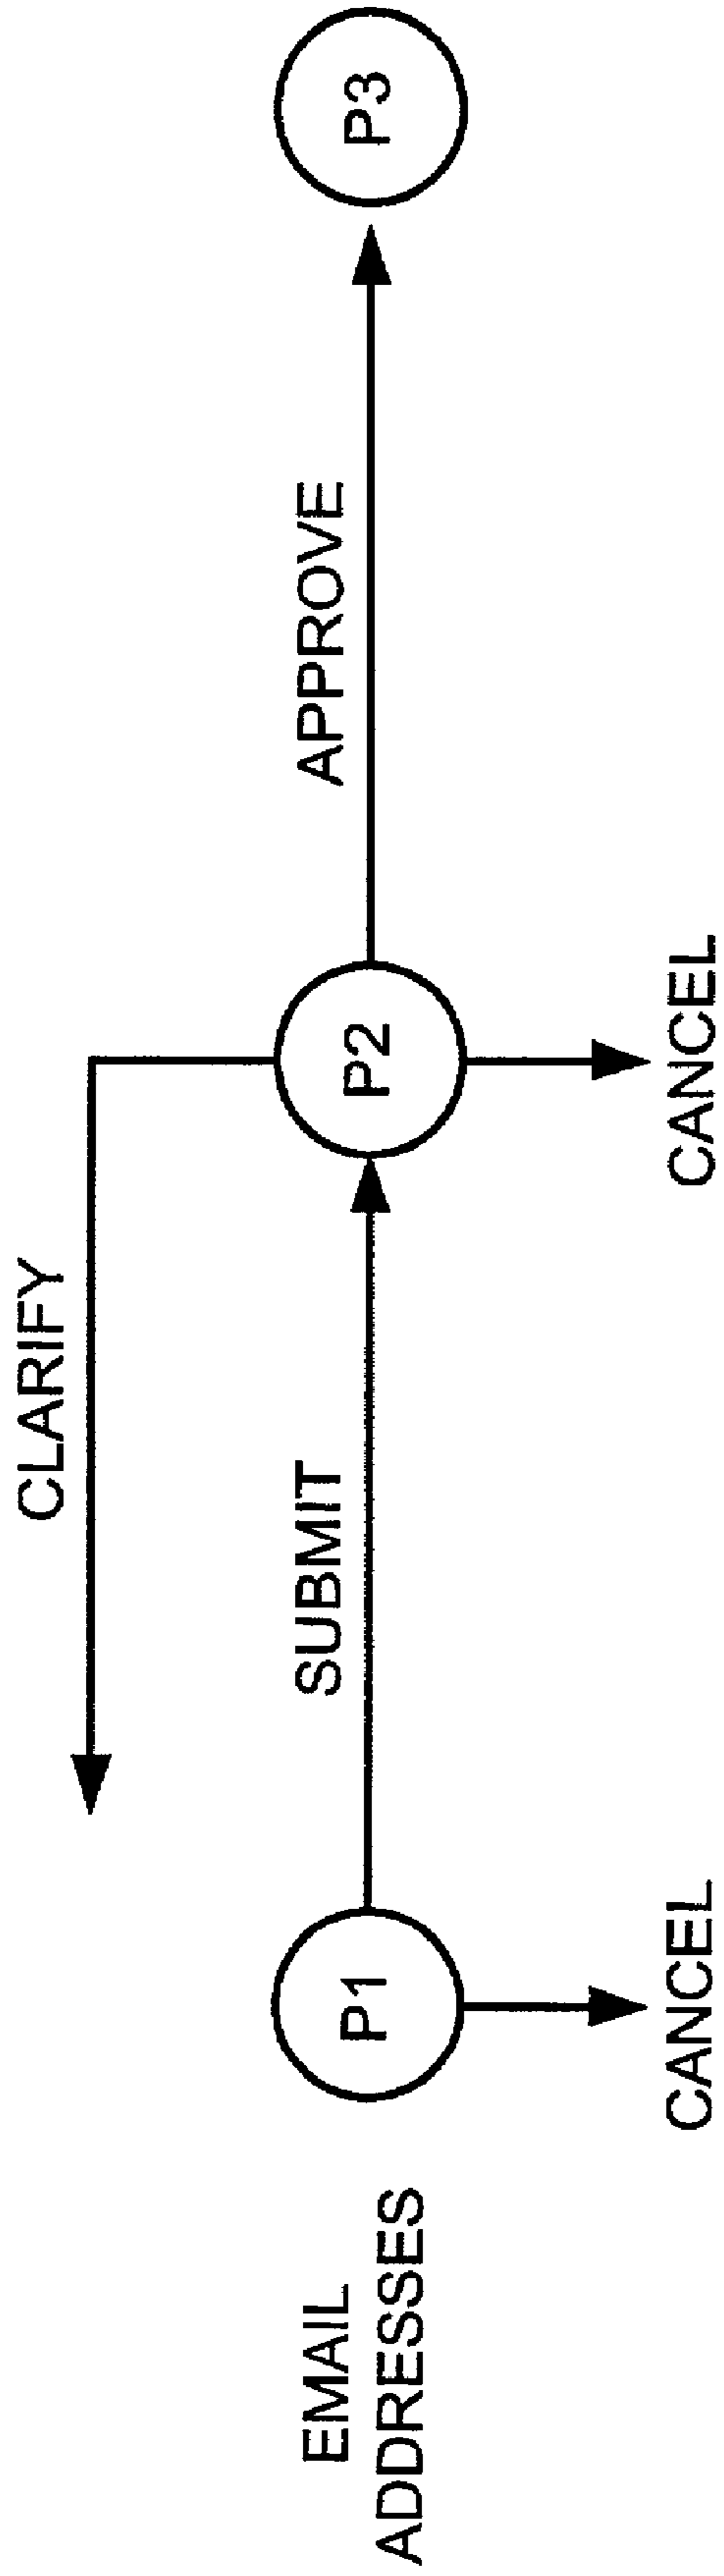 CLARIFY
EMAIL
ADDRESSES
P1
SUBMIT
P2
APPROVE
P3
CANCEL
CANCEL